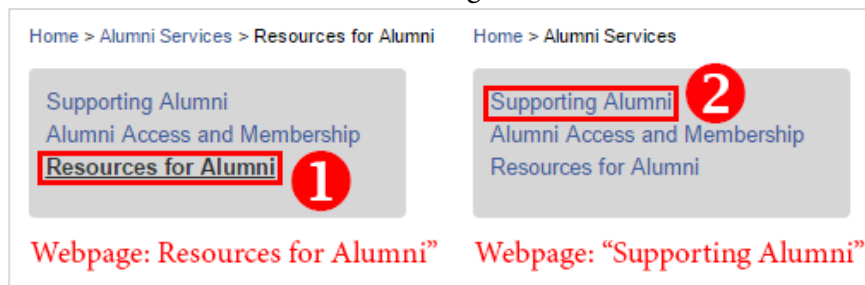 Home > Alumni Services > Resources for Alumni
Supporting Alumni
Alumni Access and Membership
Resources for Alumni
1
Webpage: Resources for Alumni”
Home > Alumni Services
Supporting Alumni
2
Alumni Access and Membership
Resources for Alumni
Webpage: “Supporting Alumni”